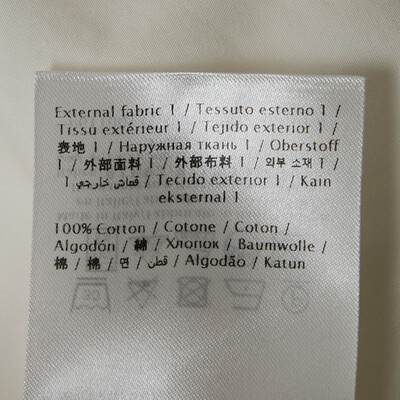 External fabric 1 / Tessuto esterno 1 /
Tissu extérieur 1 / Tejido exterior 1 /
表地 1 / Наружная ткань 1 / Oberstoff
1 / 外部面料 1 / 外部布料 1 / 외부 소재 1 /
1 قماش خارجي / Tecido exterior 1 / Kain
eksternal 1
100% Cotton / Cotone / Coton /
Algodón / 綿 / Хлопок / Baumwolle /
棉 / 棉 / 면 / قطن / Algodão / Katun